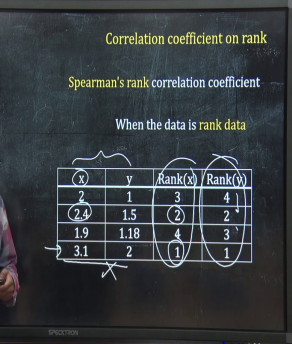 Correlation coefficient on rank
Spearman's rank correlation coefficient
When the data is rank data
x y Rank(x) Rank(y)
2 1 3 4
2.4 1.5 2 2
1.9 1.18 4 3
3.1 2 1 1
SPECKTRON